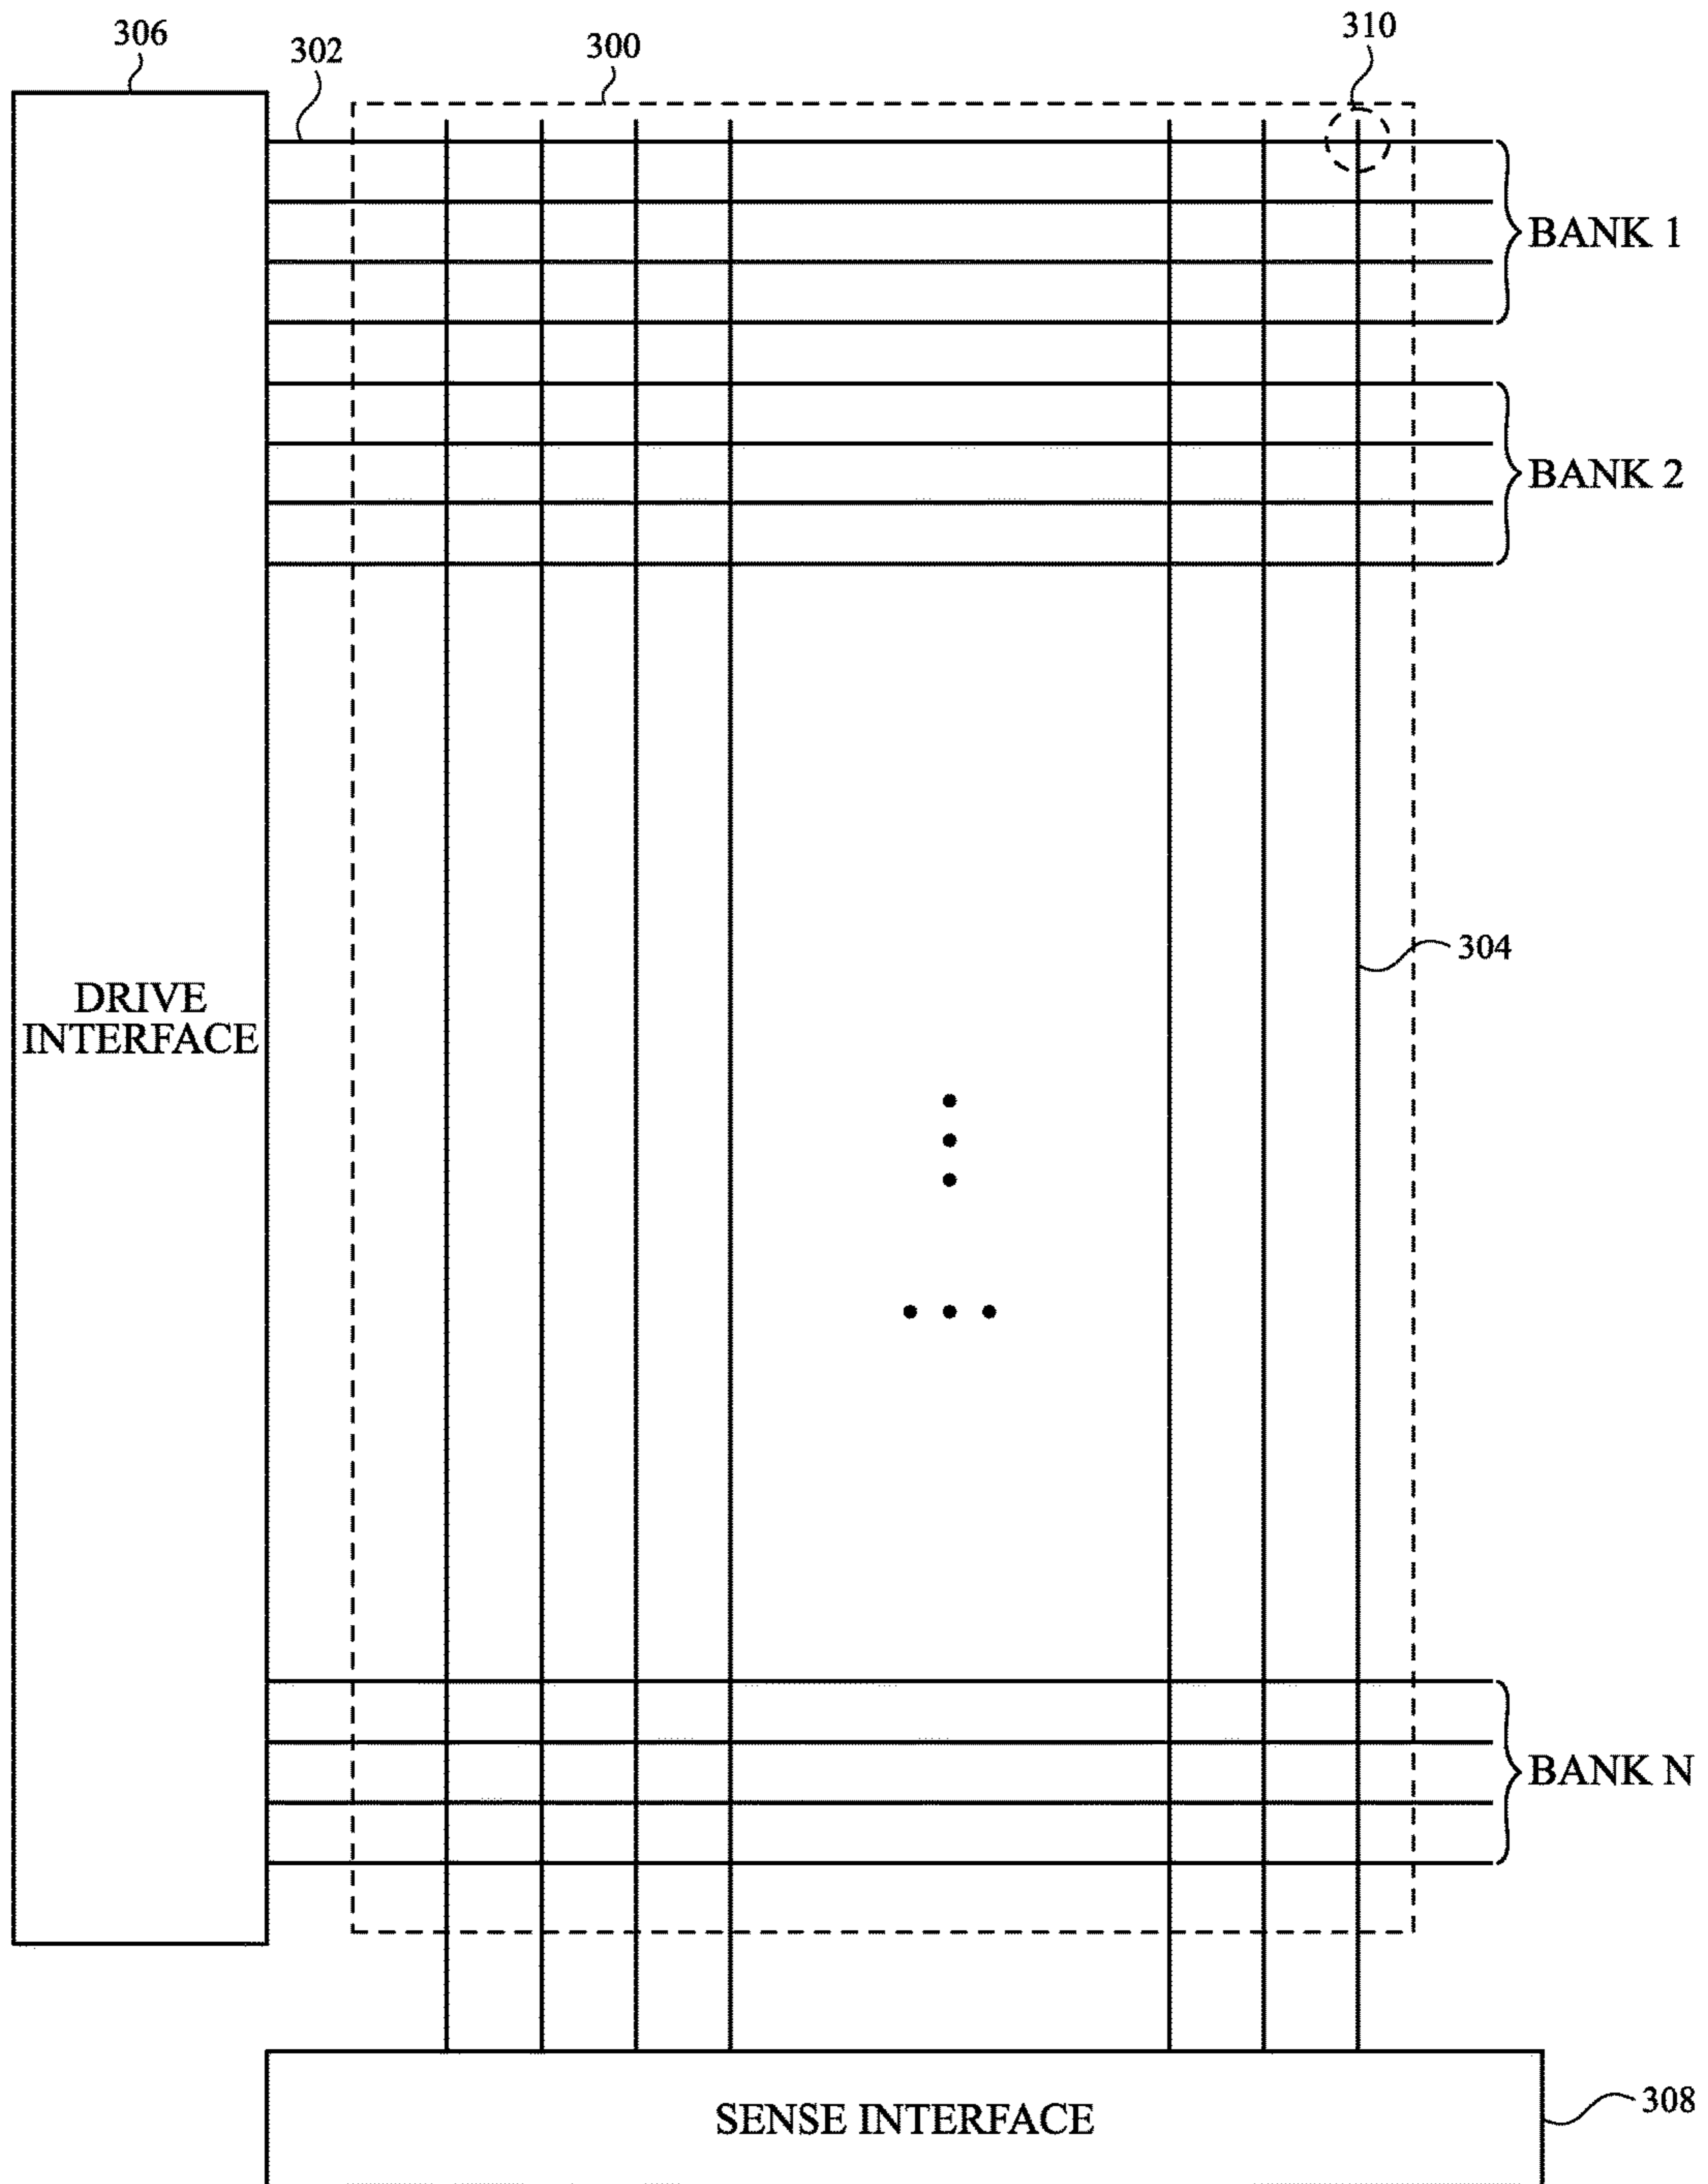 306
302
300
310
BANK 1
BANK 2
304
DRIVE
INTERFACE
BANK N
SENSE INTERFACE
308